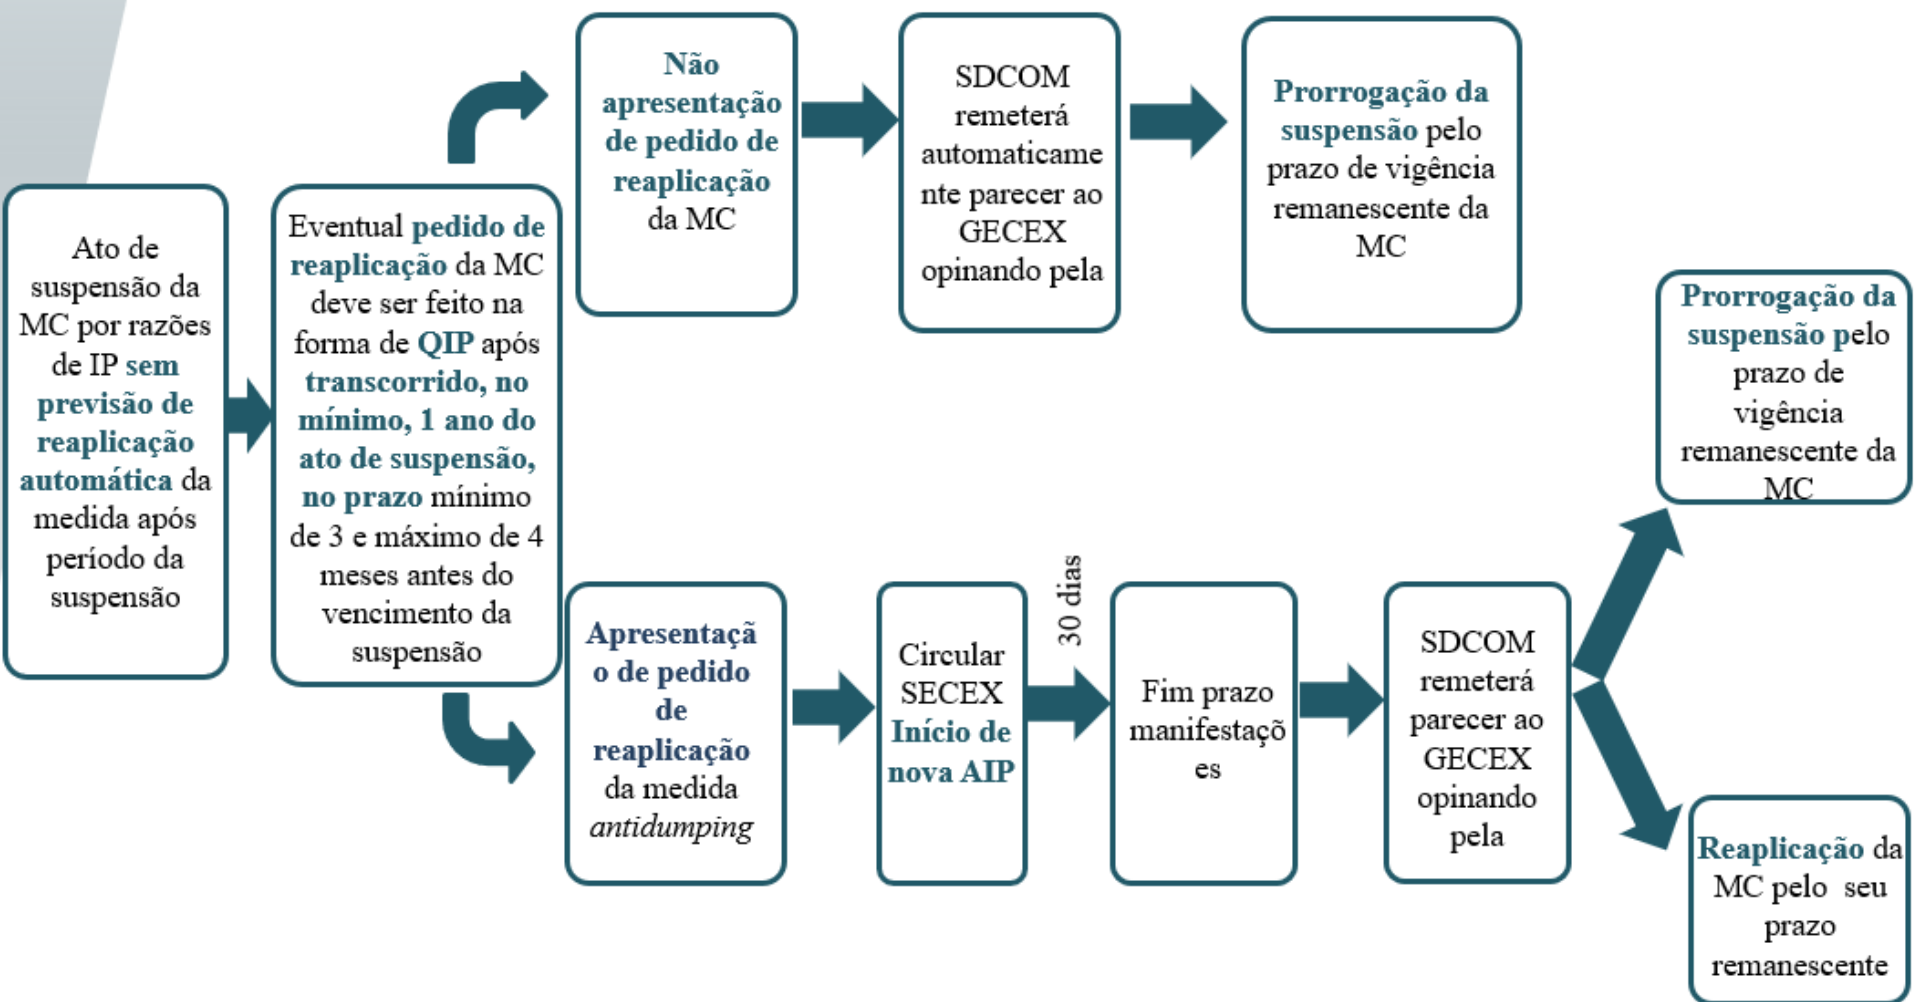 Ato de
suspensão da
MC por razões
de IP sem
previsão de
reaplicação
automática da
medida após
período da
suspensão
Eventual pedido de
reaplicação da MC
deve ser feito na
forma de QIP após
transcorrido, no
mínimo, 1 ano do
ato de suspensão,
no prazo mínimo
de 3 e máximo de 4
meses antes do
vencimento da
suspensão
Não
apresentação
de pedido de
reaplicação
da MC
SDCOM
remeterá
automaticame
nte parecer ao
GECEX
opinando pela
Prorrogação da
suspensão pelo
prazo de vigência
remanescente da
MC
Apresentaçã
o de pedido
de
reaplicação
da medida
antidumping
Circular
SECEX
Início de
nova AIP
30 dias
Fim prazo
manifestaçõ
es
SDCOM
remeterá
parecer ao
GECEX
opinando
pela
Prorrogação da
suspensão pelo
prazo de
vigência
remanescente da
MC
Reaplicação da
MC pelo seu
prazo
remanescente